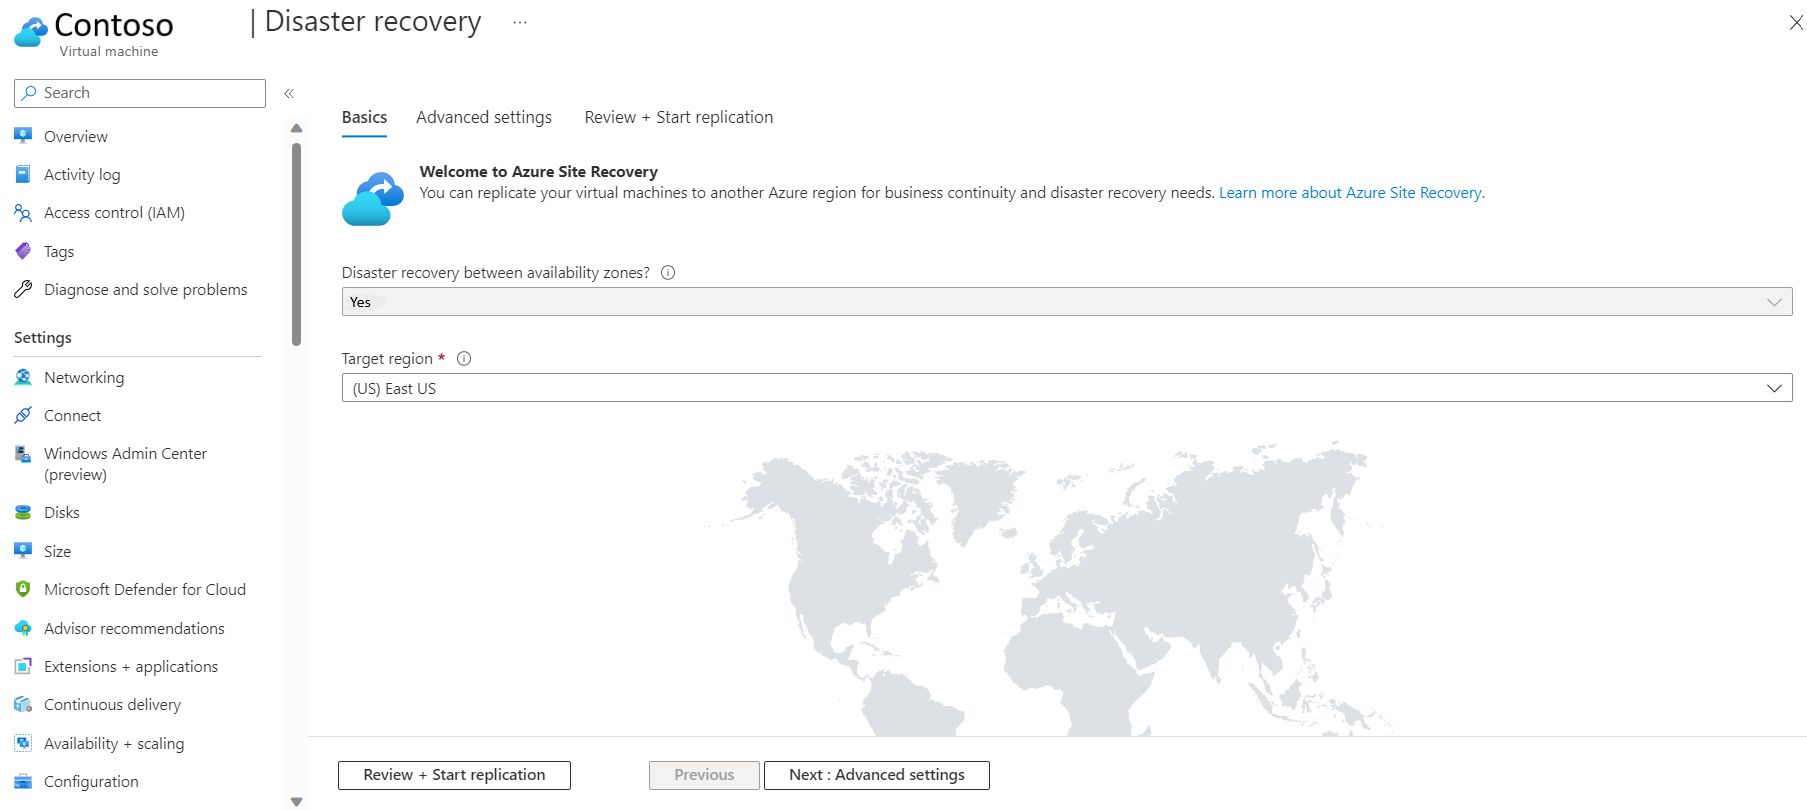 Contoso
Virtual machine
| Disaster recovery ...
Search
«
Overview
Activity log
Access control (IAM)
Tags
Diagnose and solve problems
Settings
Networking
Connect
Windows Admin Center
(preview)
Disks
Size
Microsoft Defender for Cloud
Advisor recommendations
Extensions + applications
Continuous delivery
Availability + scaling
Configuration
Basics Advanced settings Review + Start replication
Welcome to Azure Site Recovery
You can replicate your virtual machines to another Azure region for business continuity and disaster recovery needs. Learn more about Azure Site Recovery.
Disaster recovery between availability zones?
Yes
Target region *
(US) East US
Review + Start replication Previous Next : Advanced settings